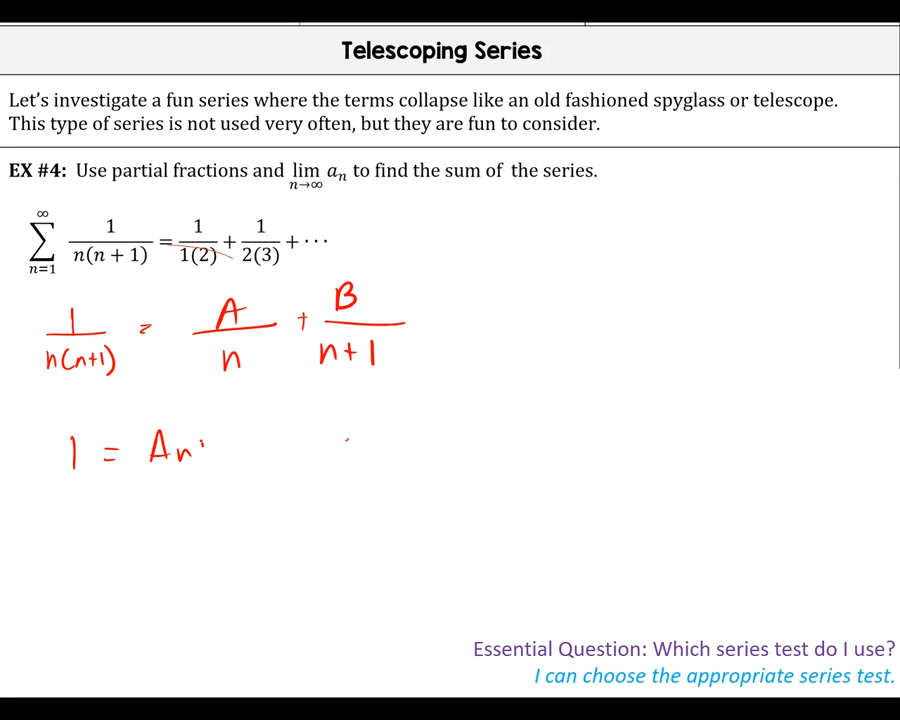 Telescoping Series
Let's investigate a fun series where the terms collapse like an old fashioned spyglass or telescope.
This type of series is not used very often, but they are fun to consider.
EX #4: Use partial fractions and lim n→∞ aₙ to find the sum of the series.
∑ n=1 ∞ 1/n(n + 1) = 1/1(2) + 1/2(3) + ⋯
1/n(n+1) = A/n + B/n+1
1 = An
Essential Question: Which series test do I use?
I can choose the appropriate series test.